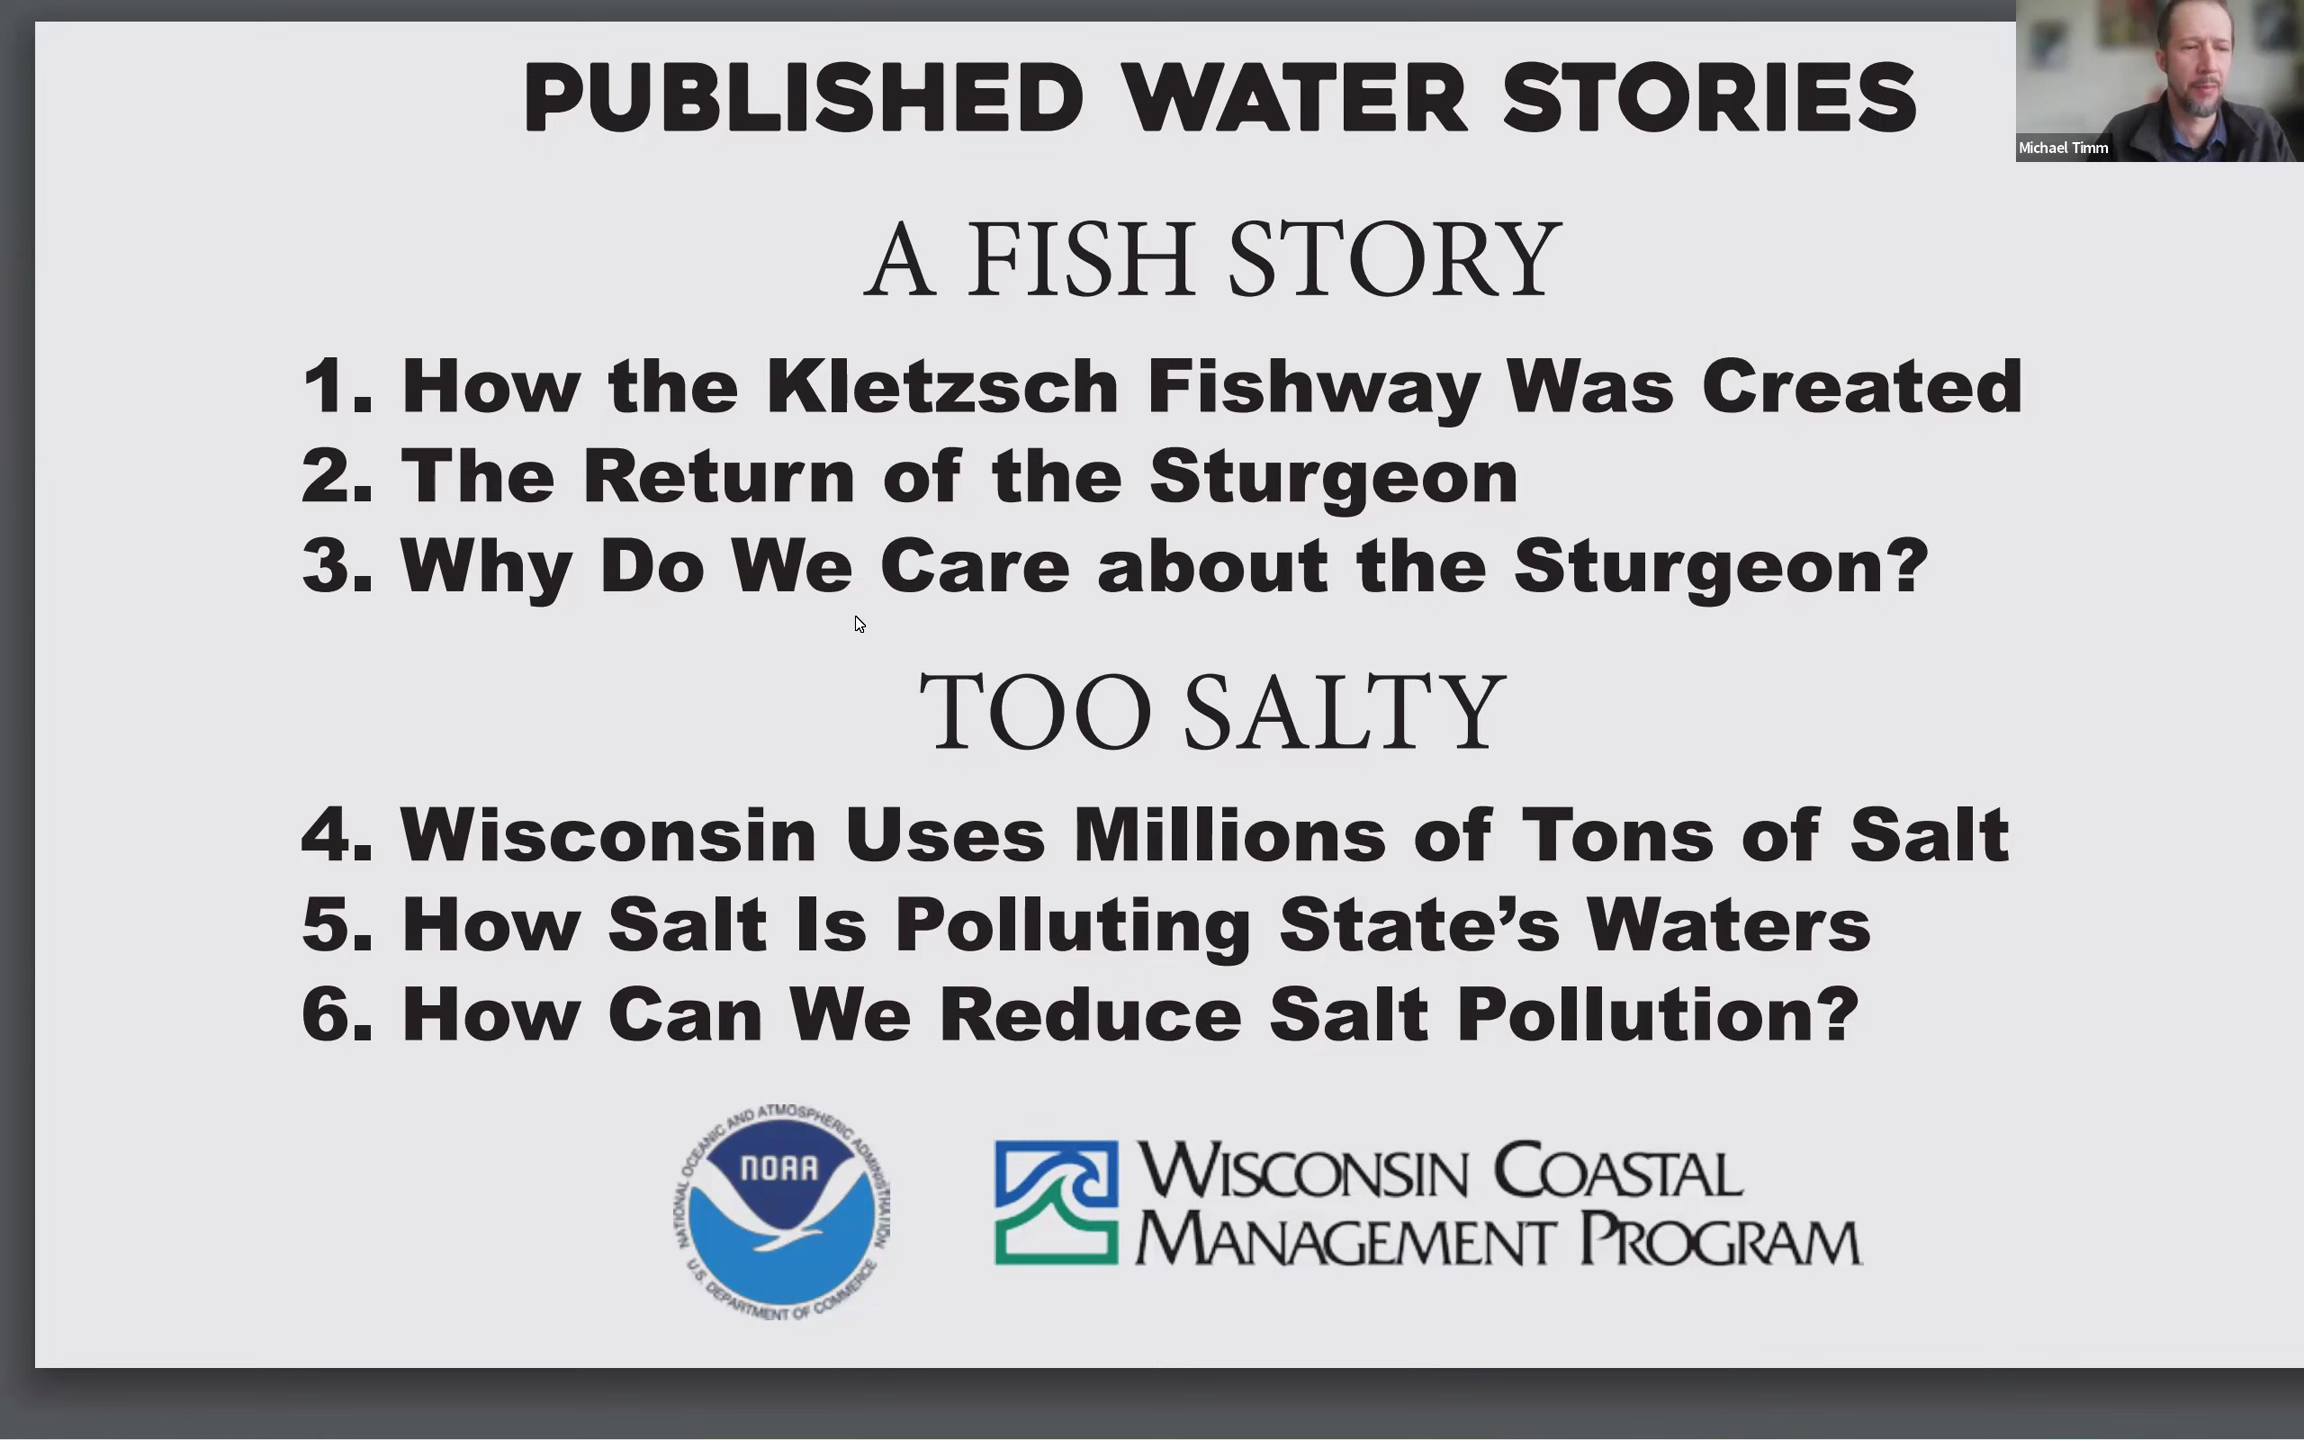 PUBLISHED WATER STORIES
Michael Timm
A FISH STORY
1. How the Kletzsch Fishway Was Created
2. The Return of the Sturgeon
3. Why Do We Care about the Sturgeon?
TOO SALTY
4. Wisconsin Uses Millions of Tons of Salt
5. How Salt Is Polluting State’s Waters
6. How Can We Reduce Salt Pollution?
NATIONAL OCEANIC AND ATMOSPHERIC ADMINISTRATION
NOAA
U.S. DEPARTMENT OF COMMERCE
WISCONSIN COASTAL
MANAGEMENT PROGRAM